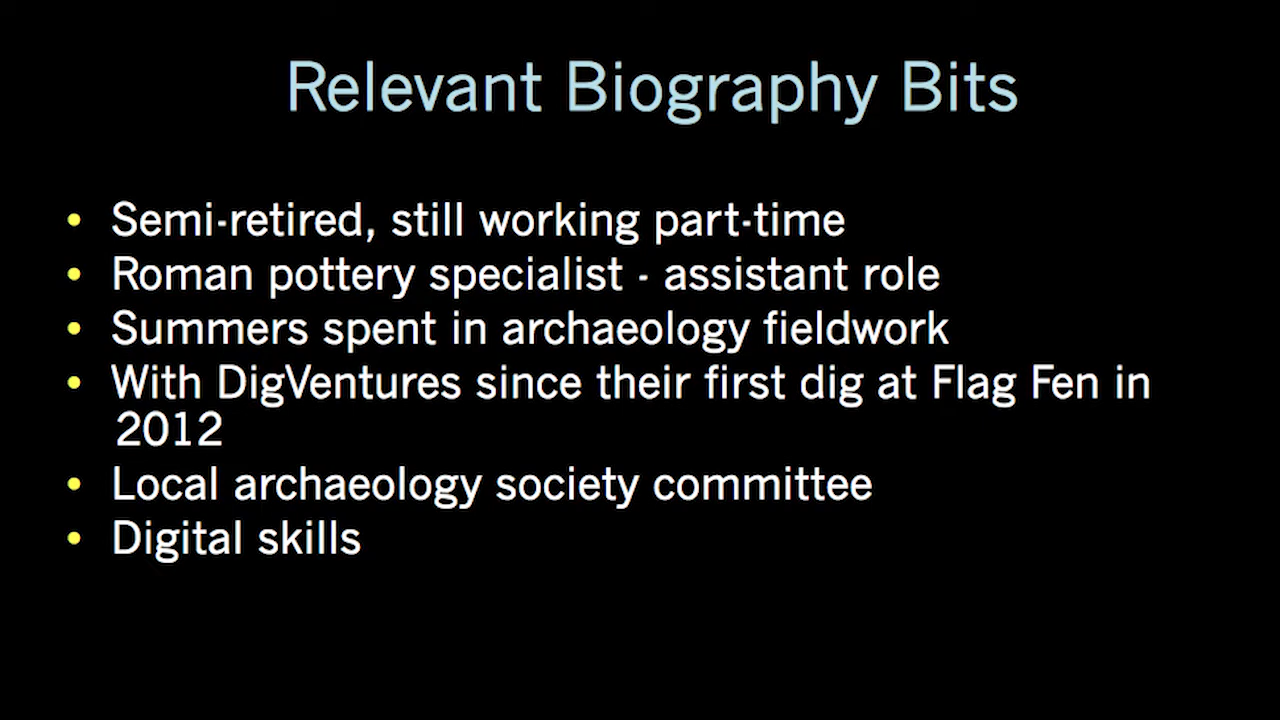 Relevant Biography Bits
• Semi-retired, still working part-time
• Roman pottery specialist - assistant role
• Summers spent in archaeology fieldwork
• With DigVentures since their first dig at Flag Fen in
2012
• Local archaeology society committee
• Digital skills